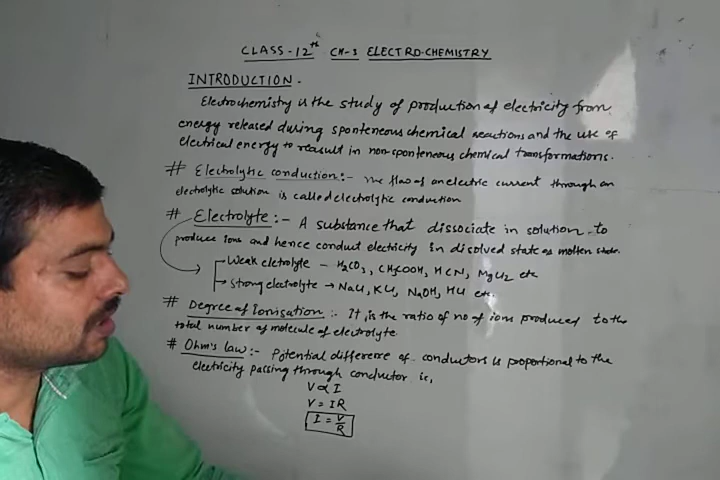 CLASS-12th CH-3 ELECTRO-CHEMISTRY
INTRODUCTION.
Electrochemistry is the study of production of electricity from
energy released during sponteneous chemical reactions and the use of
electrical energy to reasult in non-sponteneous chemical transformations.
# Electrolytic conduction:- The flow of an electric current through an
electrolytic solution is called electrolytic conduction
# Electrolyte:- A substance that dissociate in solution to
produce ions and hence conduct electricity in disolved state or molten state.
Weak eletrolyte - H2CO3, CH3COOH, HCN, MgCl2 etc
Strong electrolyte → NaCl, KCl, NaOH, HCl etc.
# Degree of Ionisation:- It is the ratio of no of ions produced to the
total number of molecule of electrolyte
# Ohm's law:- Potential difference of conductors is proportional to the
electricity passing through conductor ie,
V ∝ I
V = IR
I = V/R